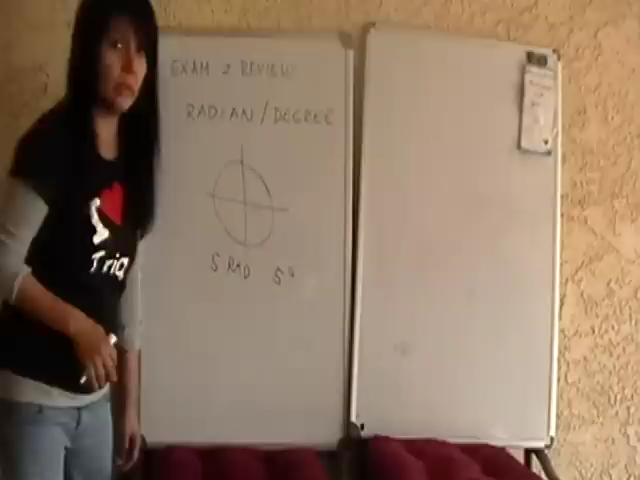 EXAM 2 REVIEW
RADIAN/DEGREE
5 RAD 5°
I
Trig